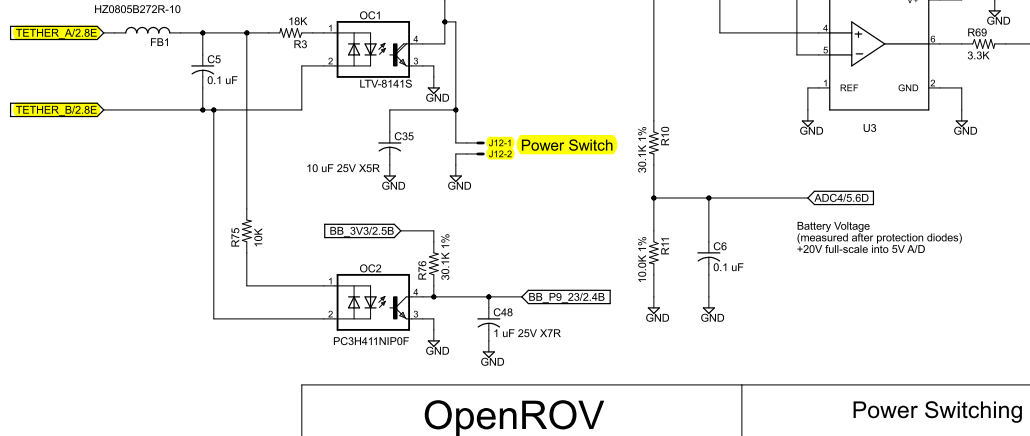 HZ0805B272R-10
TETHER_A/2.8E
FB1
18K
R3
OC1
1
2
4
3
LTV-8141S
GND
C5
0.1 uF
TETHER_B/2.8E
C35
10 uF 25V X5R
GND
J12-1
J12-2
Power Switch
GND
R75
10K
BB_3V3/2.5B
R76
30.1K 1%
OC2
1
2
4
3
PC3H411NIP0F
GND
BB_P9_23/2.4B
C48
1 uF 25V X7R
GND
30.1K 1%
R10
10.0K 1%
R11
GND
C6
0.1 uF
GND
ADC4/5.6D
Battery Voltage
(measured after protection diodes)
+20V full-scale into 5V A/D
V+
GND
4
+
5
−
6
R69
3.3K
1
REF
GND
2
GND
U3
GND
OpenROV
Power Switching